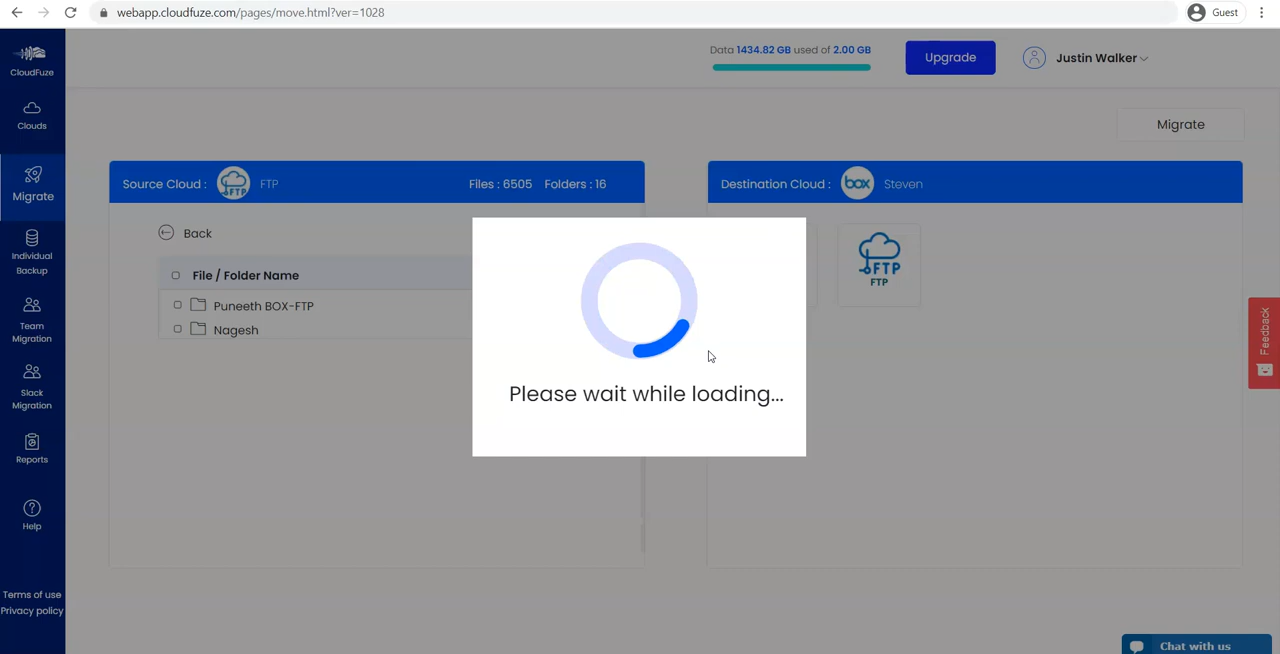 webapp.cloudfuze.com/pages/move.html?ver=1028
Guest
CloudFuze
Clouds
Migrate
Individual
Backup
Team
Migration
Slack
Migration
Reports
Help
Terms of use
Privacy policy
Data 1434.82 GB used of 2.00 GB
Upgrade
Justin Walker
Migrate
Source Cloud :
FTP
FTP
Files : 6505 Folders : 16
Back
File / Folder Name
Puneeth BOX-FTP
Nagesh
Destination Cloud :
box
Steven
FTP
FTP
Please wait while loading...
Feedback
Chat with us